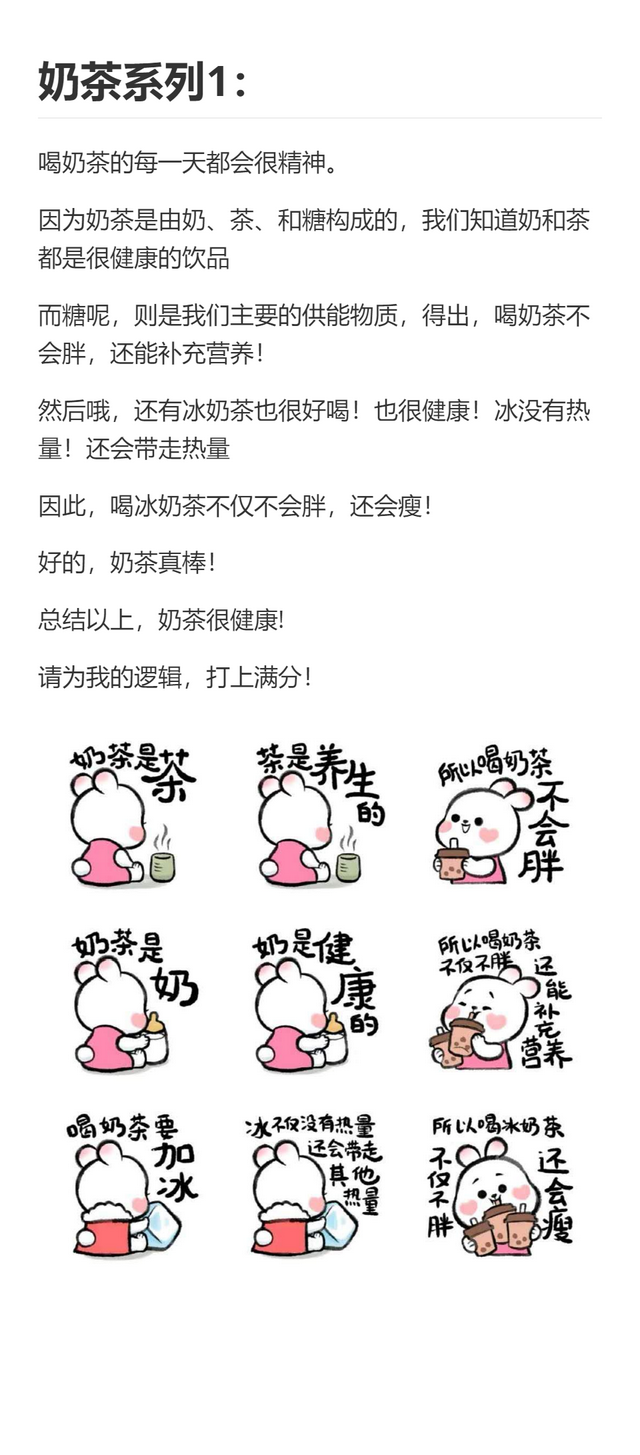 奶茶系列1：
喝奶茶的每一天都会很精神。
因为奶茶是由奶、茶、和糖构成的，我们知道奶和茶
都是很健康的饮品
而糖呢，则是我们主要的供能物质，得出，喝奶茶不
会胖，还能补充营养！
然后哦，还有冰奶茶也很好喝！也很健康！冰没有热
量！还会带走热量
因此，喝冰奶茶不仅不会胖，还会瘦！
好的，奶茶真棒！
总结以上，奶茶很健康!
请为我的逻辑，打上满分！
奶茶是
茶
茶是养生
的
所以喝奶茶
不会胖
奶茶是
奶
奶是健
康的
所以喝奶茶
不仅不胖
还能补充
营养
喝奶茶要
加冰
冰不仅没有热量
还会带走
其他
热量
所以喝冰奶茶
不仅不胖
还会瘦